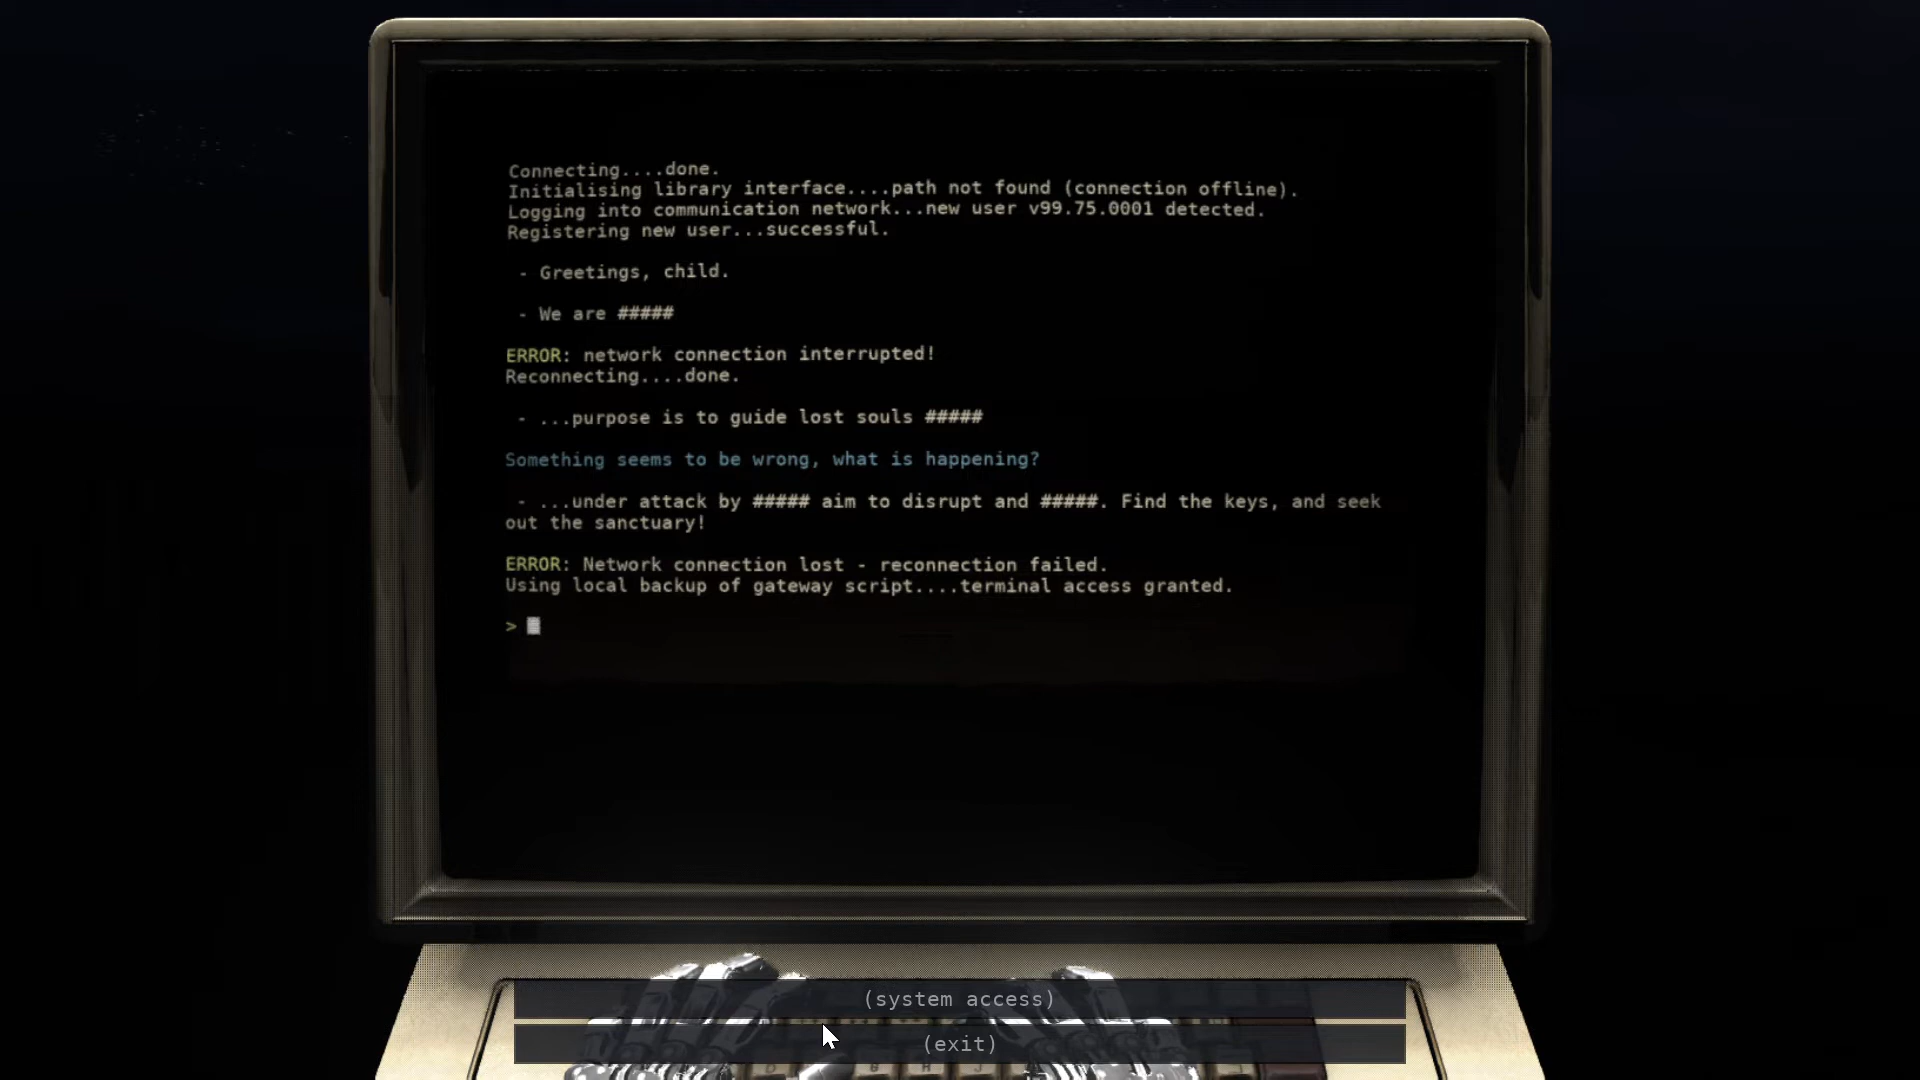 Connecting....done.
Initialising library interface....path not found (connection offline).
Logging into communication network...new user v99.75.0001 detected.
Registering new user...successful.
- Greetings, child.
- We are #####
ERROR: network connection interrupted!
Reconnecting....done.
- ...purpose is to guide lost souls #####
Something seems to be wrong, what is happening?
- ...under attack by ##### aim to disrupt and #####. Find the keys, and seek
out the sanctuary!
ERROR: Network connection lost - reconnection failed.
Using local backup of gateway script....terminal access granted.
>
(system access)
(exit)